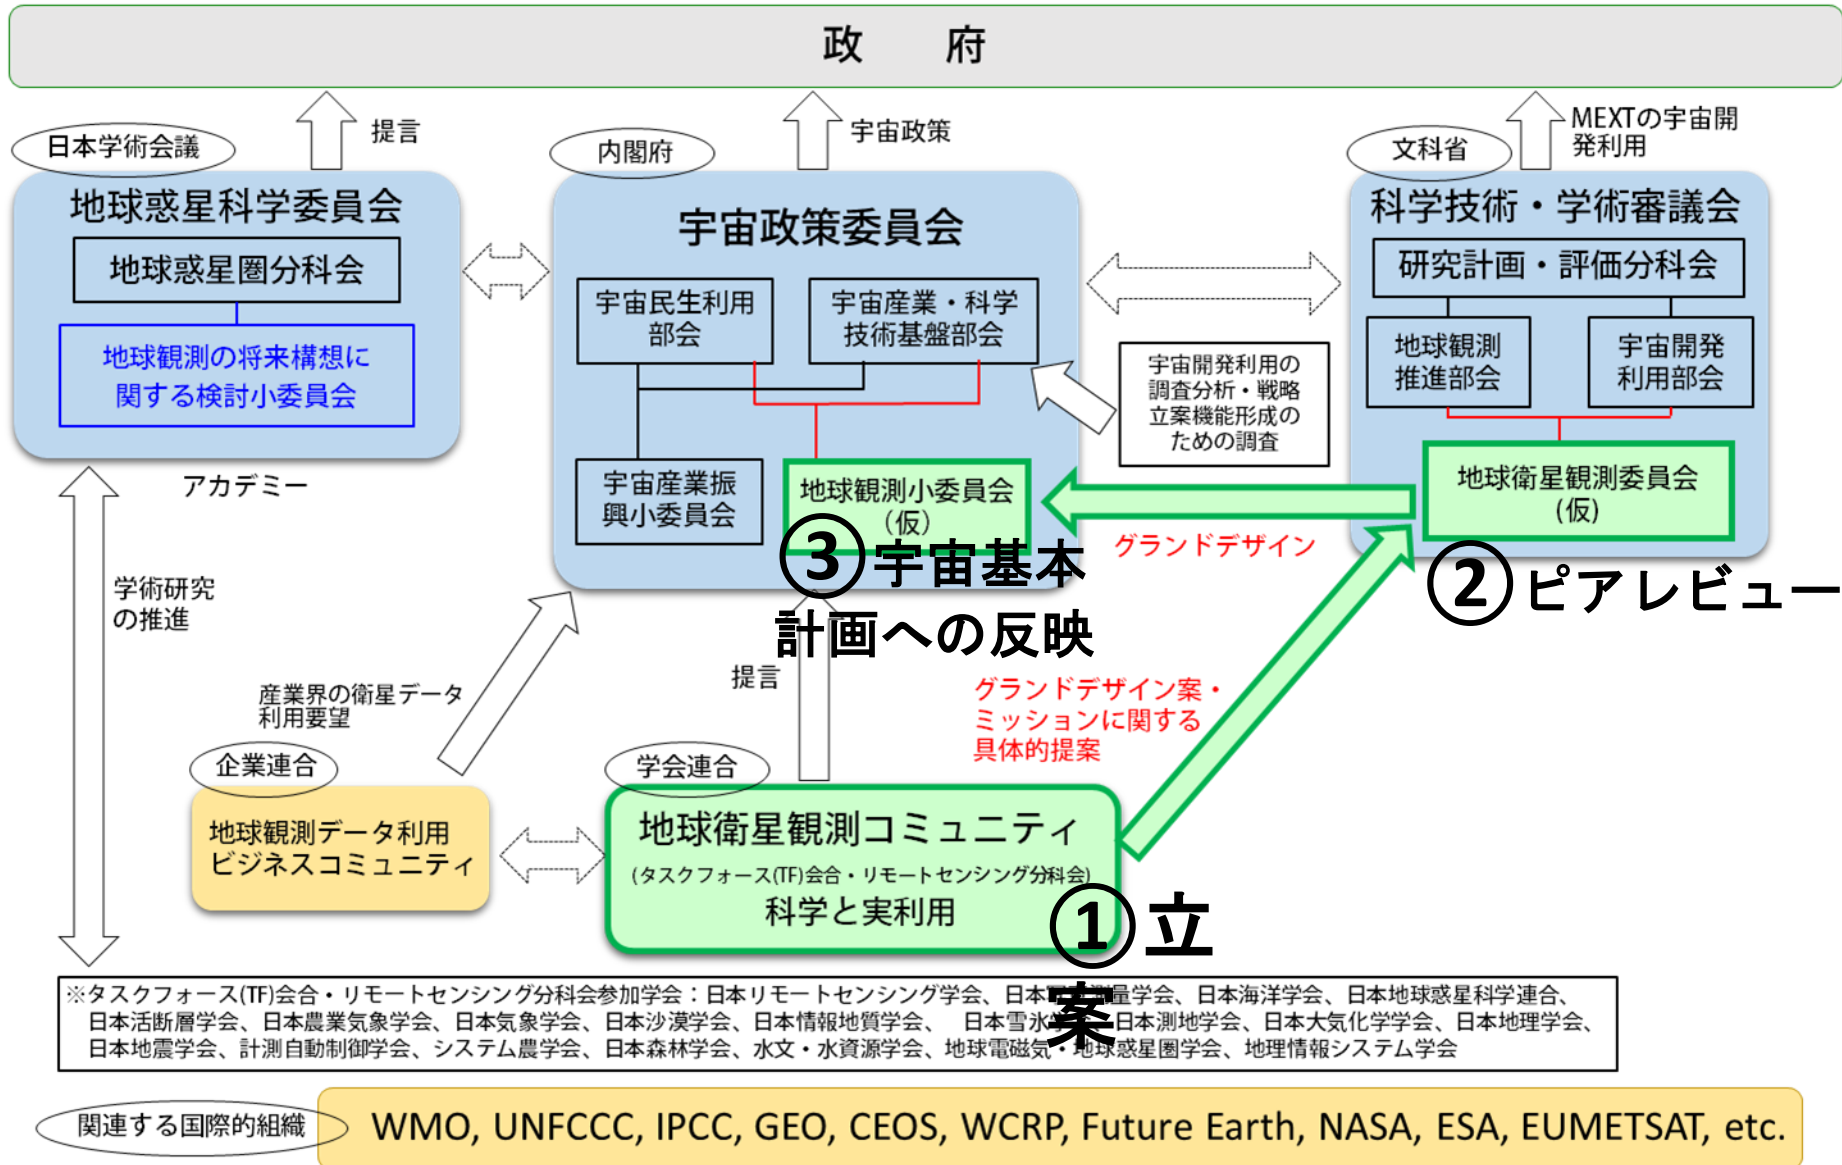 政 府
日本学術会議
提言
内閣府
宇宙政策
文科省
MEXTの宇宙開
発利用
地球惑星科学委員会
地球惑星圏分科会
地球観測の将来構想に
関する検討小委員会
アカデミー
宇宙政策委員会
宇宙民生利用
部会
宇宙産業・科学
技術基盤部会
宇宙産業振
興小委員会
地球観測小委員会
(仮)
③宇宙基本
計画への反映
宇宙開発利用の
調査分析・戦略
立案機能形成の
ための調査
科学技術・学術審議会
研究計画・評価分科会
地球観測
推進部会
宇宙開発
利用部会
地球衛星観測委員会
(仮)
②ピアレビュー
グランドデザイン
学術研究
の推進
産業界の衛星データ
利用要望
提言
グランドデザイン案・
ミッションに関する
具体的提案
企業連合
地球観測データ利用
ビジネスコミュニティ
学会連合
地球衛星観測コミュニティ
(タスクフォース(TF)会合・リモートセンシング分科会)
科学と実利用
①立
案
※タスクフォース(TF)会合・リモートセンシング分科会参加学会：日本リモートセンシング学会、日本写真測量学会、日本海洋学会、日本地球惑星科学連合、
日本活断層学会、日本農業気象学会、日本気象学会、日本沙漠学会、日本情報地質学会、 日本雪氷学会、日本測地学会、日本大気化学学会、日本地理学会、
日本地震学会、計測自動制御学会、システム農学会、日本森林学会、水文・水資源学会、地球電磁気・地球惑星圏学会、地理情報システム学会
関連する国際的組織
WMO, UNFCCC, IPCC, GEO, CEOS, WCRP, Future Earth, NASA, ESA, EUMETSAT, etc.